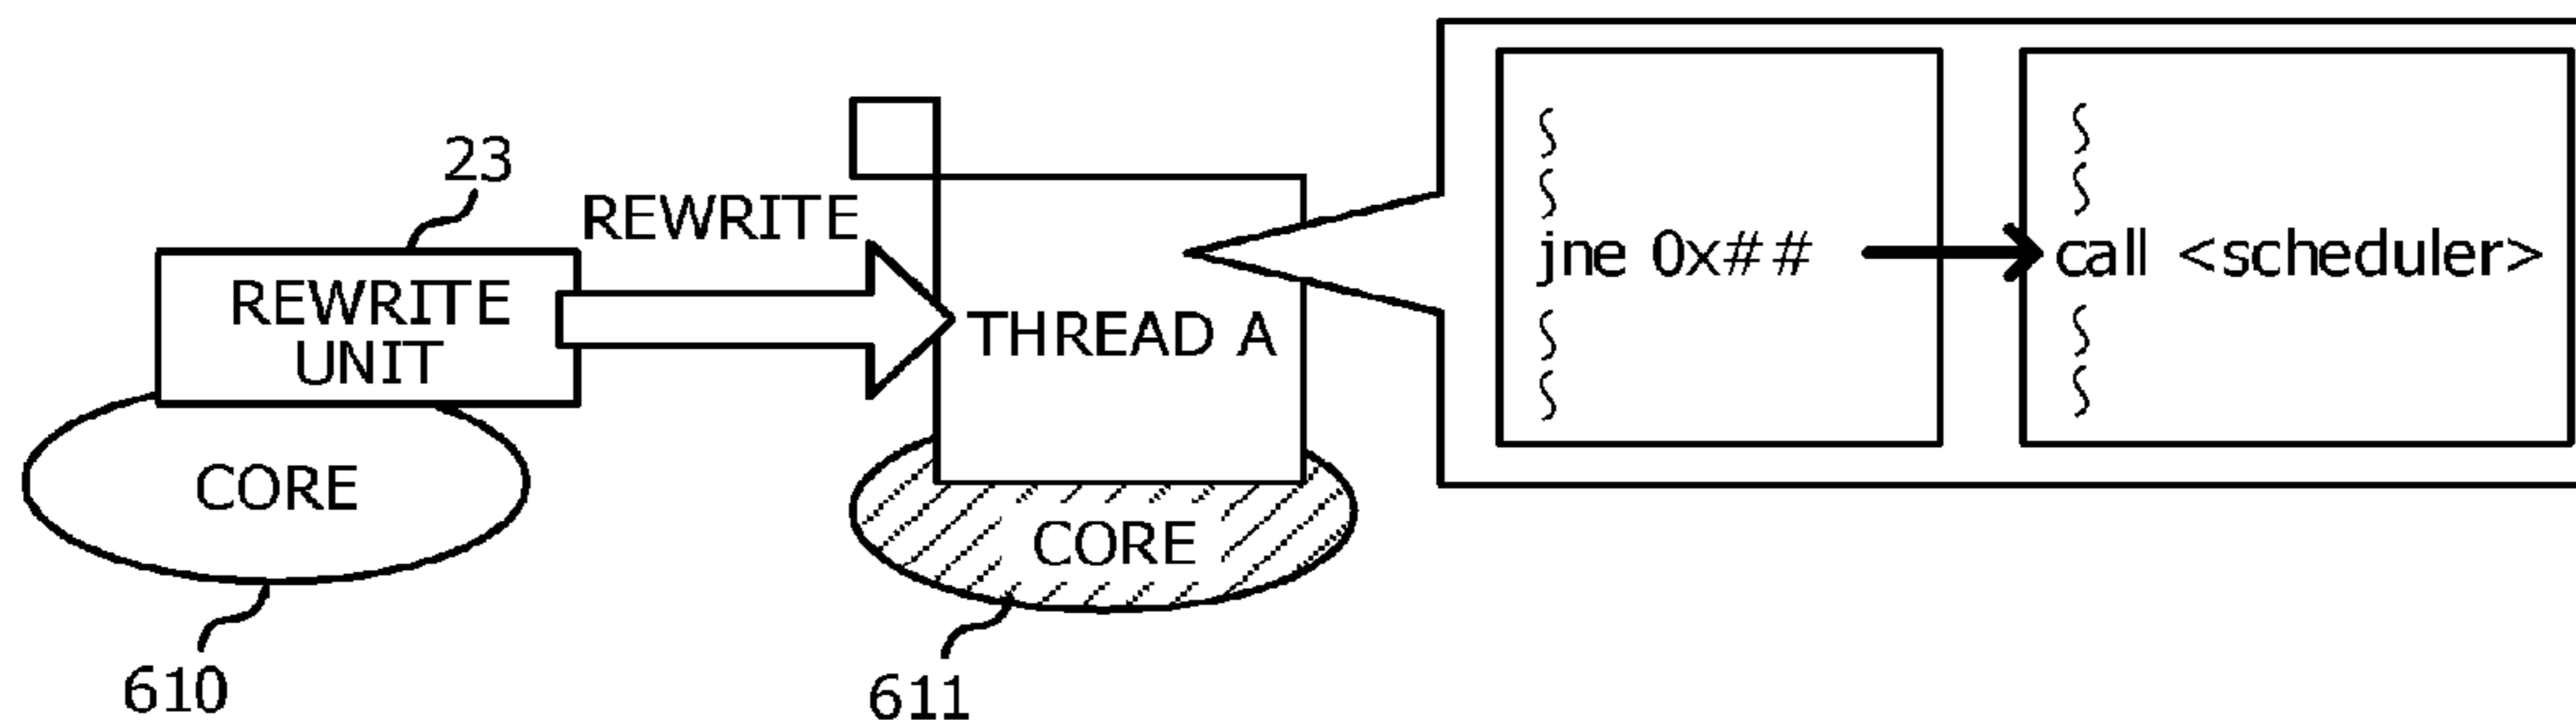 23
REWRITE
REWRITE
UNIT
CORE
610
THREAD A
CORE
611
jne 0x##
call <scheduler>